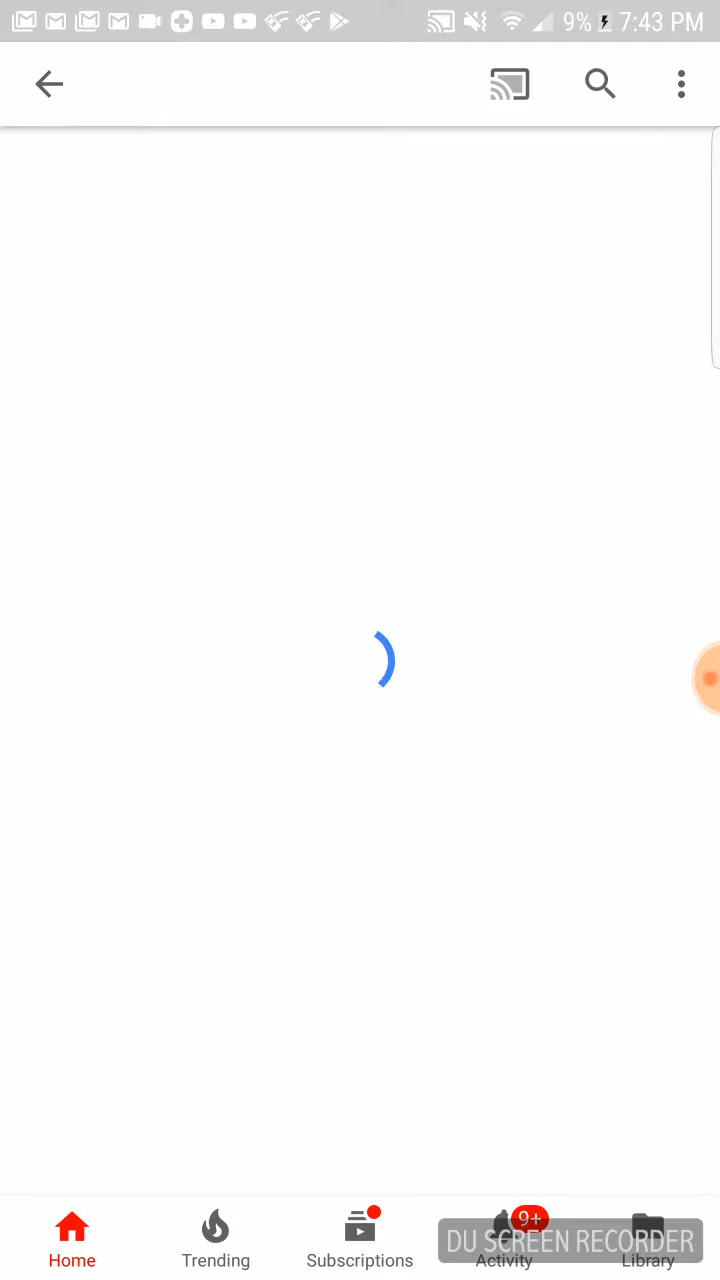 9% 7:43 PM
9+
DU SCREEN RECORDER
Home Trending Subscriptions Activity Library